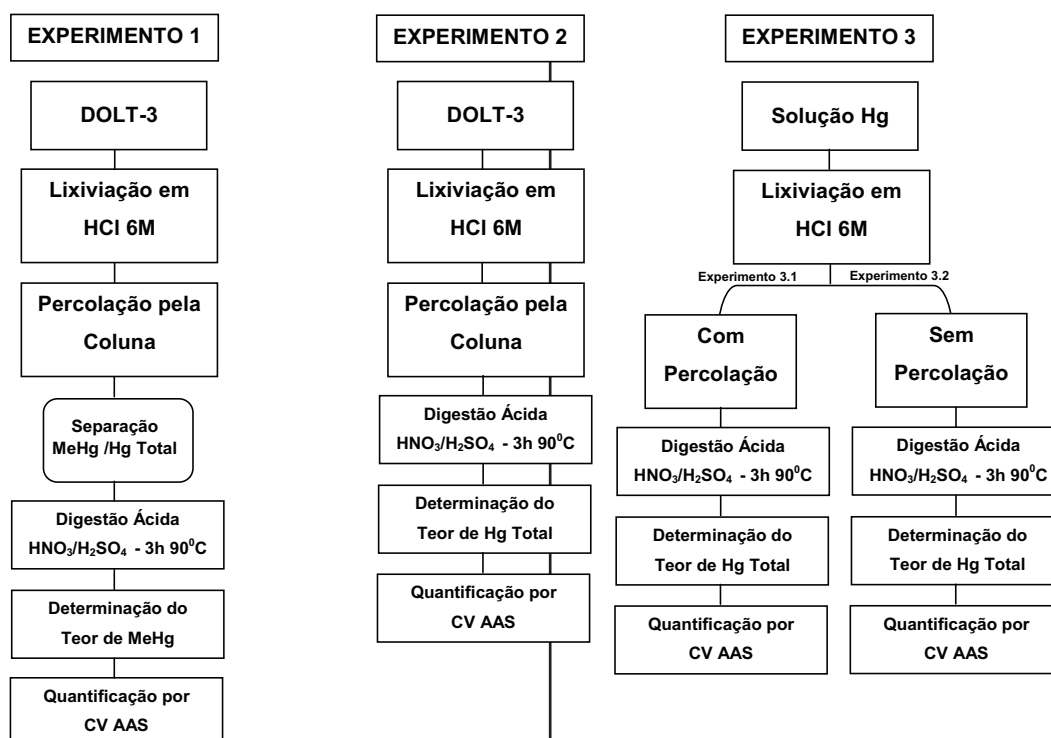 EXPERIMENTO 1
DOLT-3
Lixiviação em
HCl 6M
Percolação pela
Coluna
Separação
MeHg /Hg Total
Digestão Ácida
HNO₃/H₂SO₄ - 3h 90⁰C
Determinação do
Teor de MeHg
Quantificação por
CV AAS
EXPERIMENTO 2
DOLT-3
Lixiviação em
HCl 6M
Percolação pela
Coluna
Digestão Ácida
HNO₃/H₂SO₄ - 3h 90⁰C
Determinação do
Teor de Hg Total
Quantificação por
CV AAS
EXPERIMENTO 3
Solução Hg
Lixiviação em
HCl 6M
Experimento 3.1
Experimento 3.2
Com
Percolação
Digestão Ácida
HNO₃/H₂SO₄ - 3h 90⁰C
Determinação do
Teor de Hg Total
Quantificação por
CV AAS
Sem
Percolação
Digestão Ácida
HNO₃/H₂SO₄ - 3h 90⁰C
Determinação do
Teor de Hg Total
Quantificação por
CV AAS